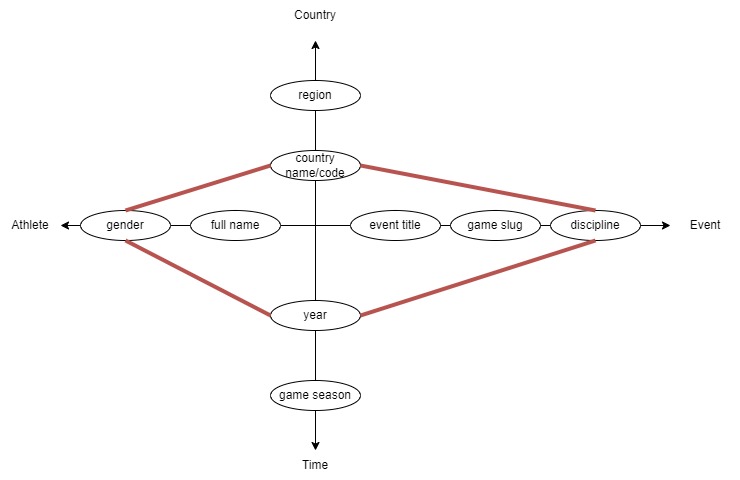 Country
region
country
name/code
Athlete
gender
full name
event title
game slug
discipline
Event
year
game season
Time